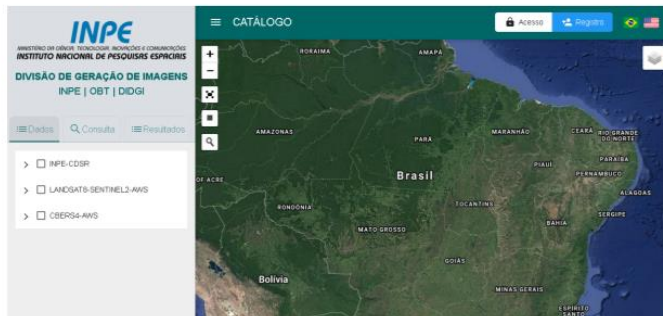 INPE
MINISTÉRIO DA CIÊNCIA, TECNOLOGIA, INOVAÇÕES E COMUNICAÇÕES
INSTITUTO NACIONAL DE PESQUISAS ESPACIAIS
DIVISÃO DE GERAÇÃO DE IMAGENS
INPE | OBT | DIDGI
Dados Consulta Resultados
INPE-CDSR
LANDSAT8-SENTINEL2-AWS
CBERS4-AWS
CATÁLOGO
Acesso Registro
+
−
RORAIMA AMAPÁ
AMAZONAS PARÁ MARANHÃO CEARÁ RIO GRANDE
DO NORTE
PARAÍBA
PIAUÍ
PERNAMBUCO
Brasil
ACRE
ALAGOAS
RONDÔNIA TOCANTINS
SERGIPE
MATO GROSSO BAHIA
GOIÁS
Bolívia
MINAS GERAIS
ESPÍRITO
SANTO